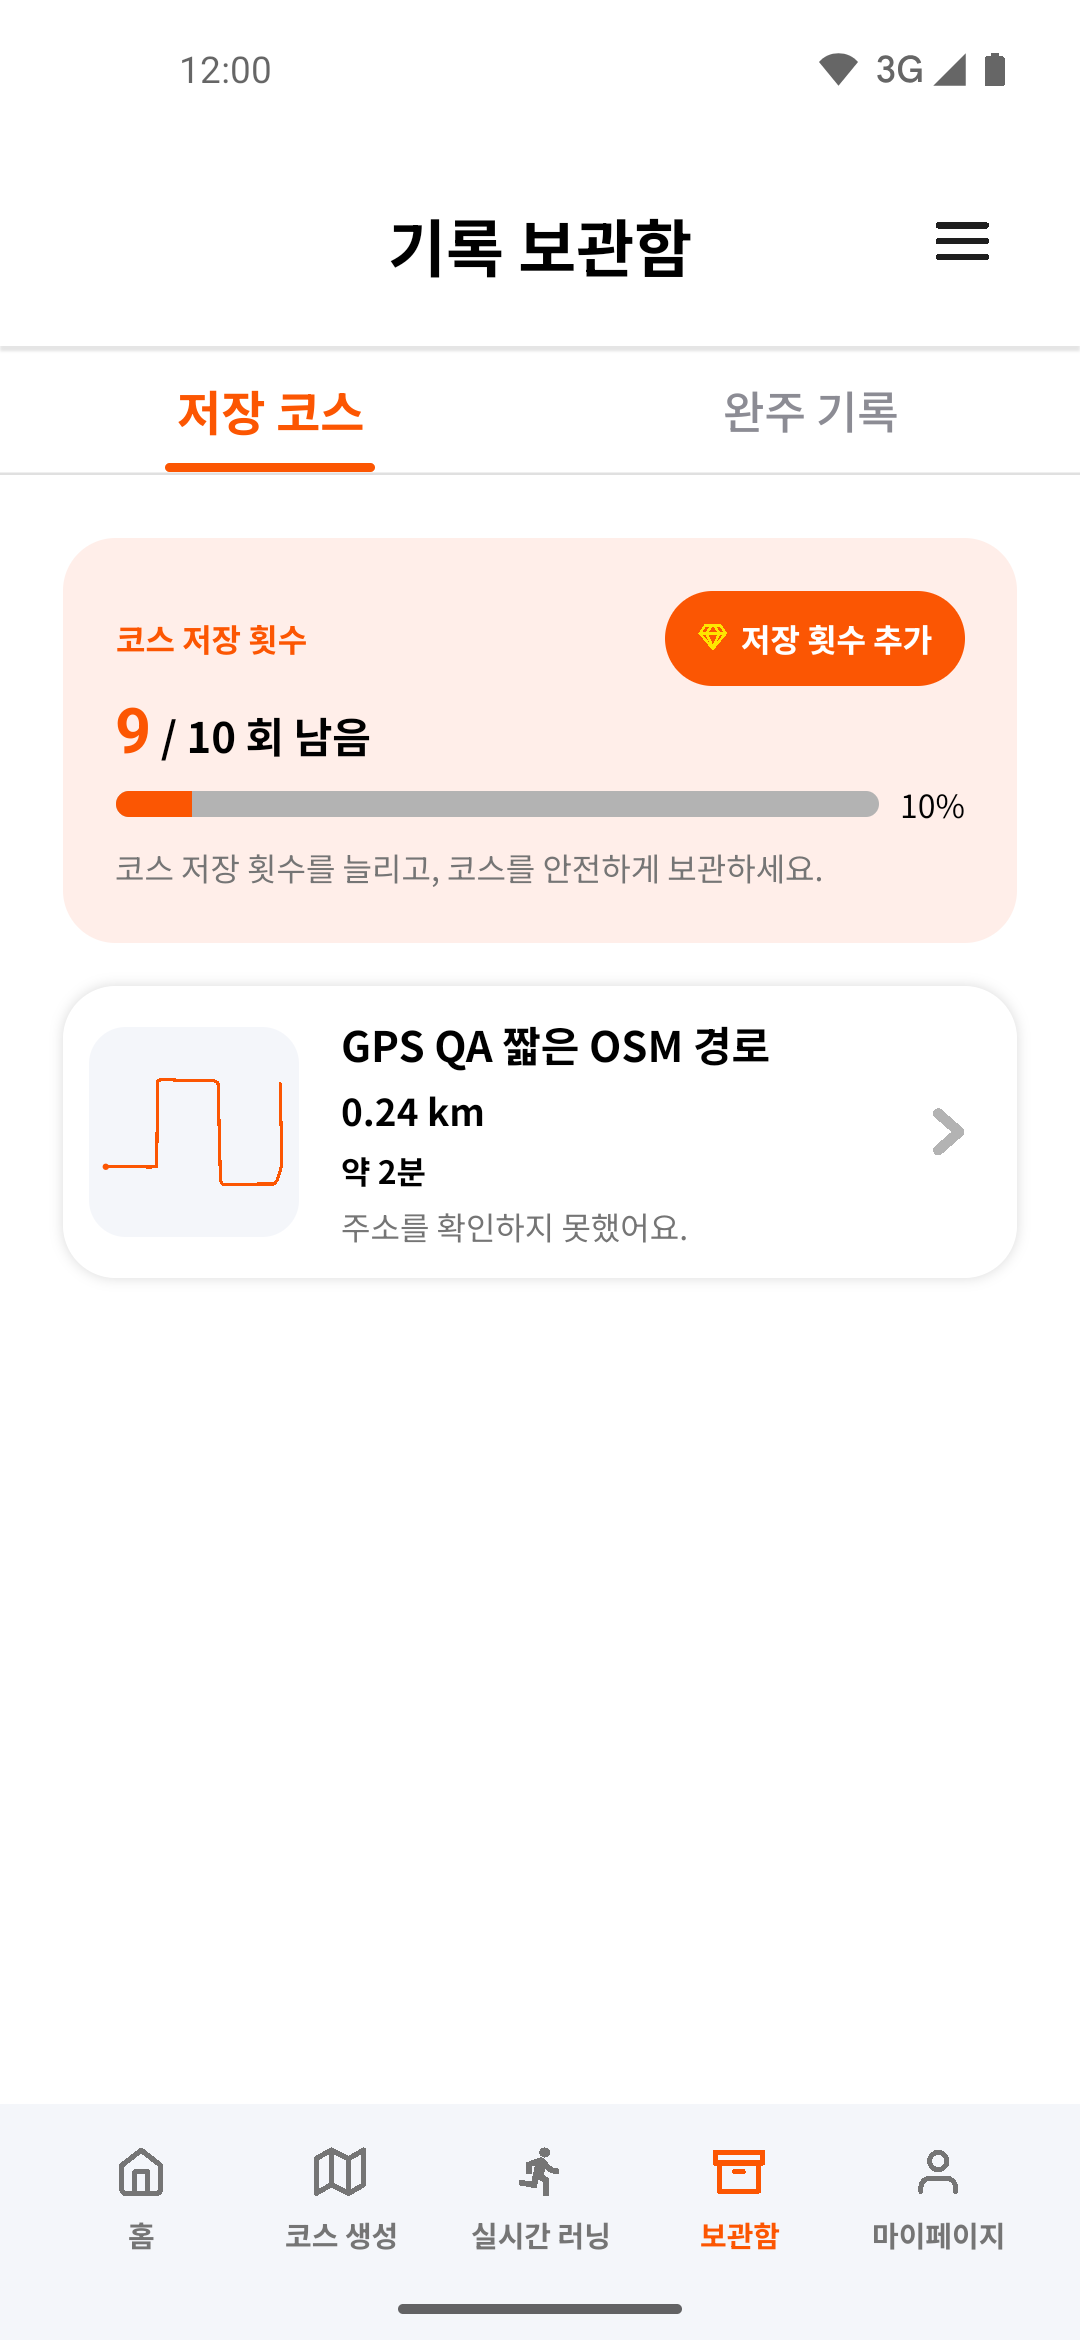 12:00
3G
기록 보관함
저장 코스
완주 기록
코스 저장 횟수
저장 횟수 추가
9 / 10 회 남음
10%
코스 저장 횟수를 늘리고, 코스를 안전하게 보관하세요.
GPS QA 짧은 OSM 경로
0.24 km
약 2분
주소를 확인하지 못했어요.
홈
코스 생성
실시간 러닝
보관함
마이페이지